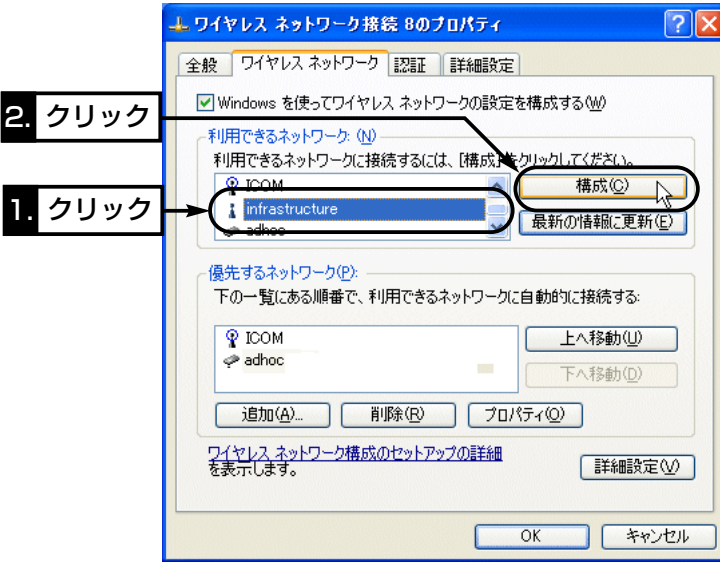 ワイヤレス ネットワーク接続 8のプロパティ
全般 ワイヤレス ネットワーク 認証 詳細設定
Windows を使ってワイヤレス ネットワークの設定を構成する(W)
2. クリック
利用できるネットワーク: (N)
利用できるネットワークに接続するには、[構成]をクリックしてください。
ICOM
構成(C)
1. クリック
infrastructure
adhoc
最新の情報に更新(E)
優先するネットワーク(P):
下の一覧にある順番で、利用できるネットワークに自動的に接続する:
ICOM
上へ移動(U)
adhoc
下へ移動(D)
追加(A)... 削除(R) プロパティ(O)
ワイヤレス ネットワーク構成のセットアップの詳細
を表示します。
詳細設定(V)
OK キャンセル